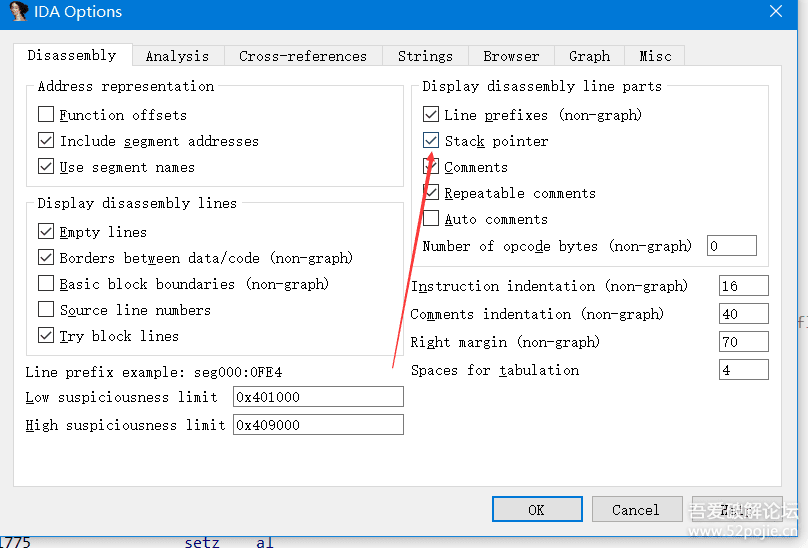 IDA Options
Disassembly Analysis Cross-references Strings Browser Graph Misc
Address representation
Function offsets
Include segment addresses
Use segment names
Display disassembly lines
Empty lines
Borders between data/code (non-graph)
Basic block boundaries (non-graph)
Source line numbers
Try block lines
Line prefix example: seg000:0FE4
Low suspiciousness limit 0x401000
High suspiciousness limit 0x409000
Display disassembly line parts
Line prefixes (non-graph)
Stack pointer
Comments
Repeatable comments
Auto comments
Number of opcode bytes (non-graph) 0
Instruction indentation (non-graph) 16
Comments indentation (non-graph) 40
Right margin (non-graph) 70
Spaces for tabulation 4
OK Cancel Help
吾爱破解论坛
www.52pojie.cn
1775 setz al